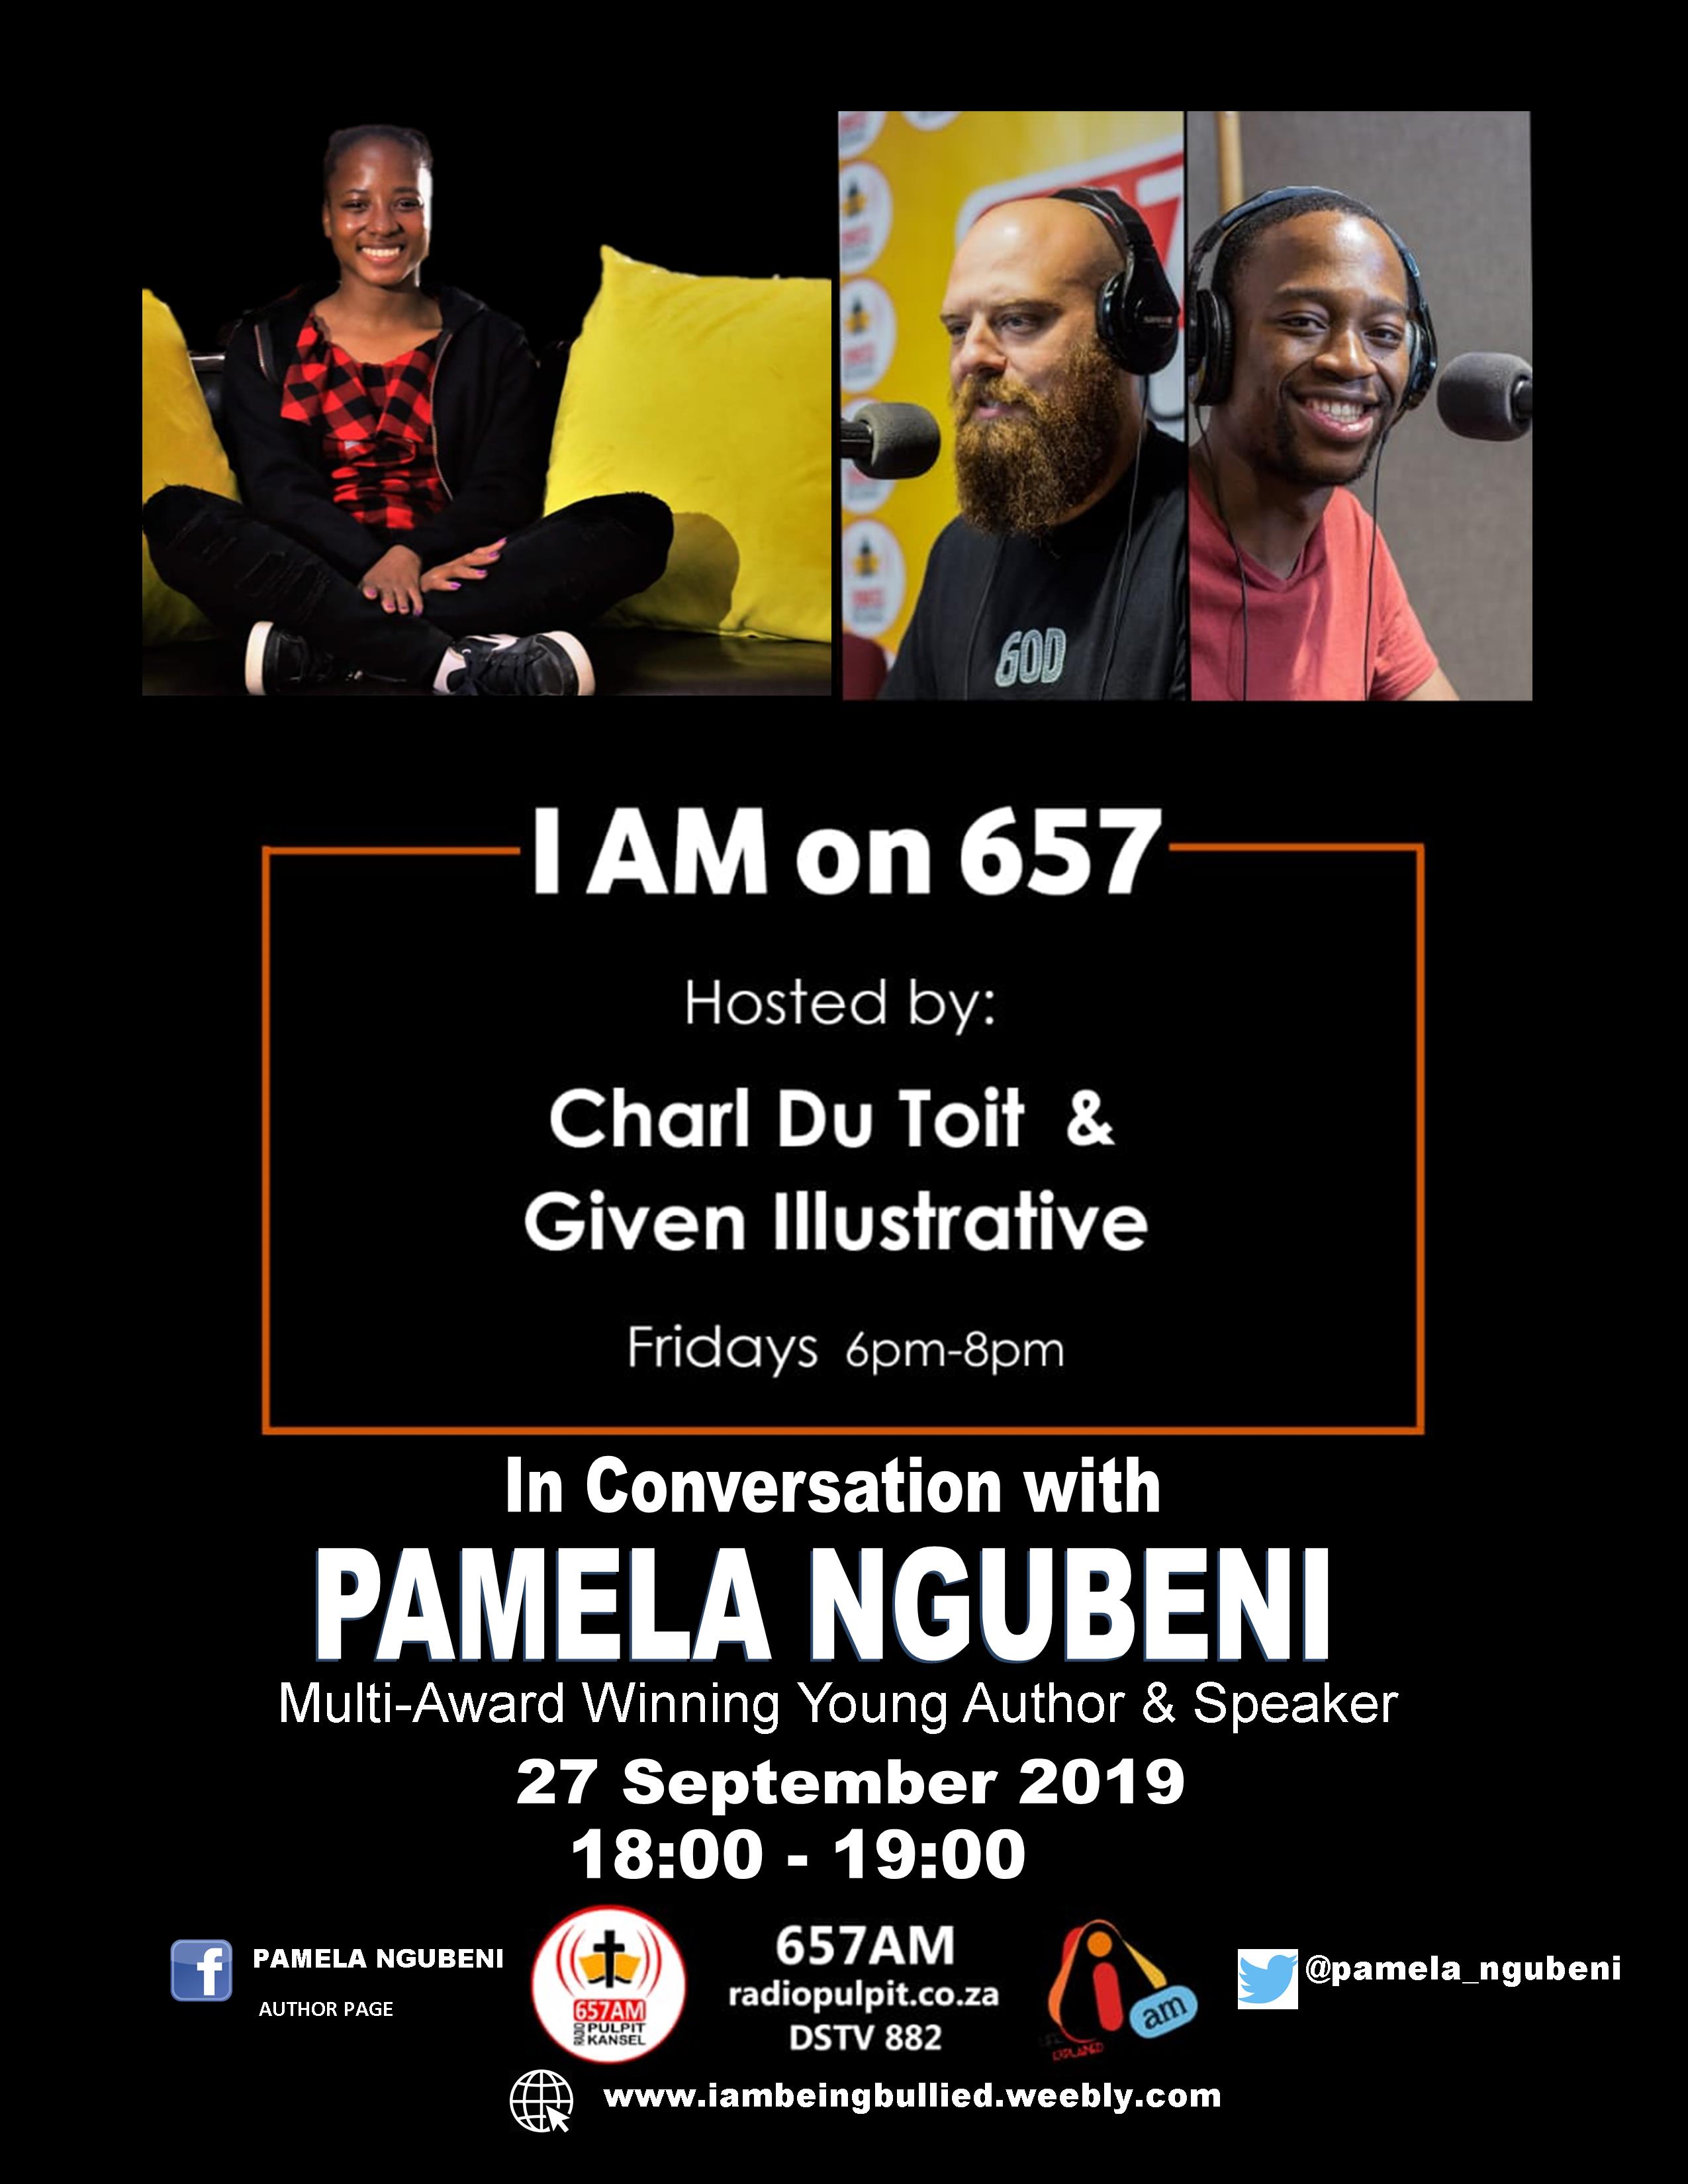 GOD
I AM on 657
Hosted by:
Charl Du Toit &
Given Illustrative
Fridays 6pm-8pm
In Conversation with
PAMELA NGUBENI
Multi-Award Winning Young Author & Speaker
27 September 2019
18:00 - 19:00
f
PAMELA NGUBENI
AUTHOR PAGE
657AM
RADIO
PULPIT
KANSEL
657AM
radiopulpit.co.za
DSTV 882
i
am
EXPLAINED
@pamela_ngubeni
www.iambeingbullied.weebly.com